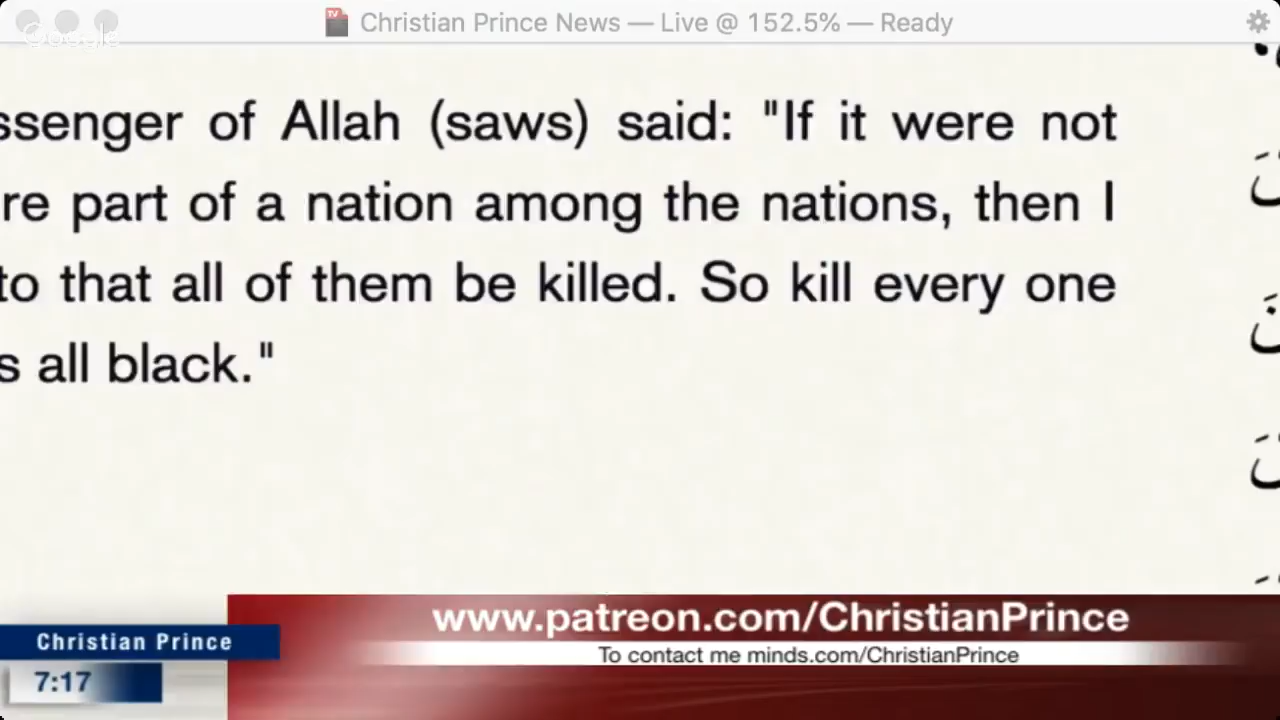 Christian Prince News — Live @ 152.5% — Ready
Google
ssenger of Allah (saws) said: "If it were not
re part of a nation among the nations, then I
to that all of them be killed. So kill every one
s all black."
www.patreon.com/ChristianPrince
To contact me minds.com/ChristianPrince
Christian Prince
7:17